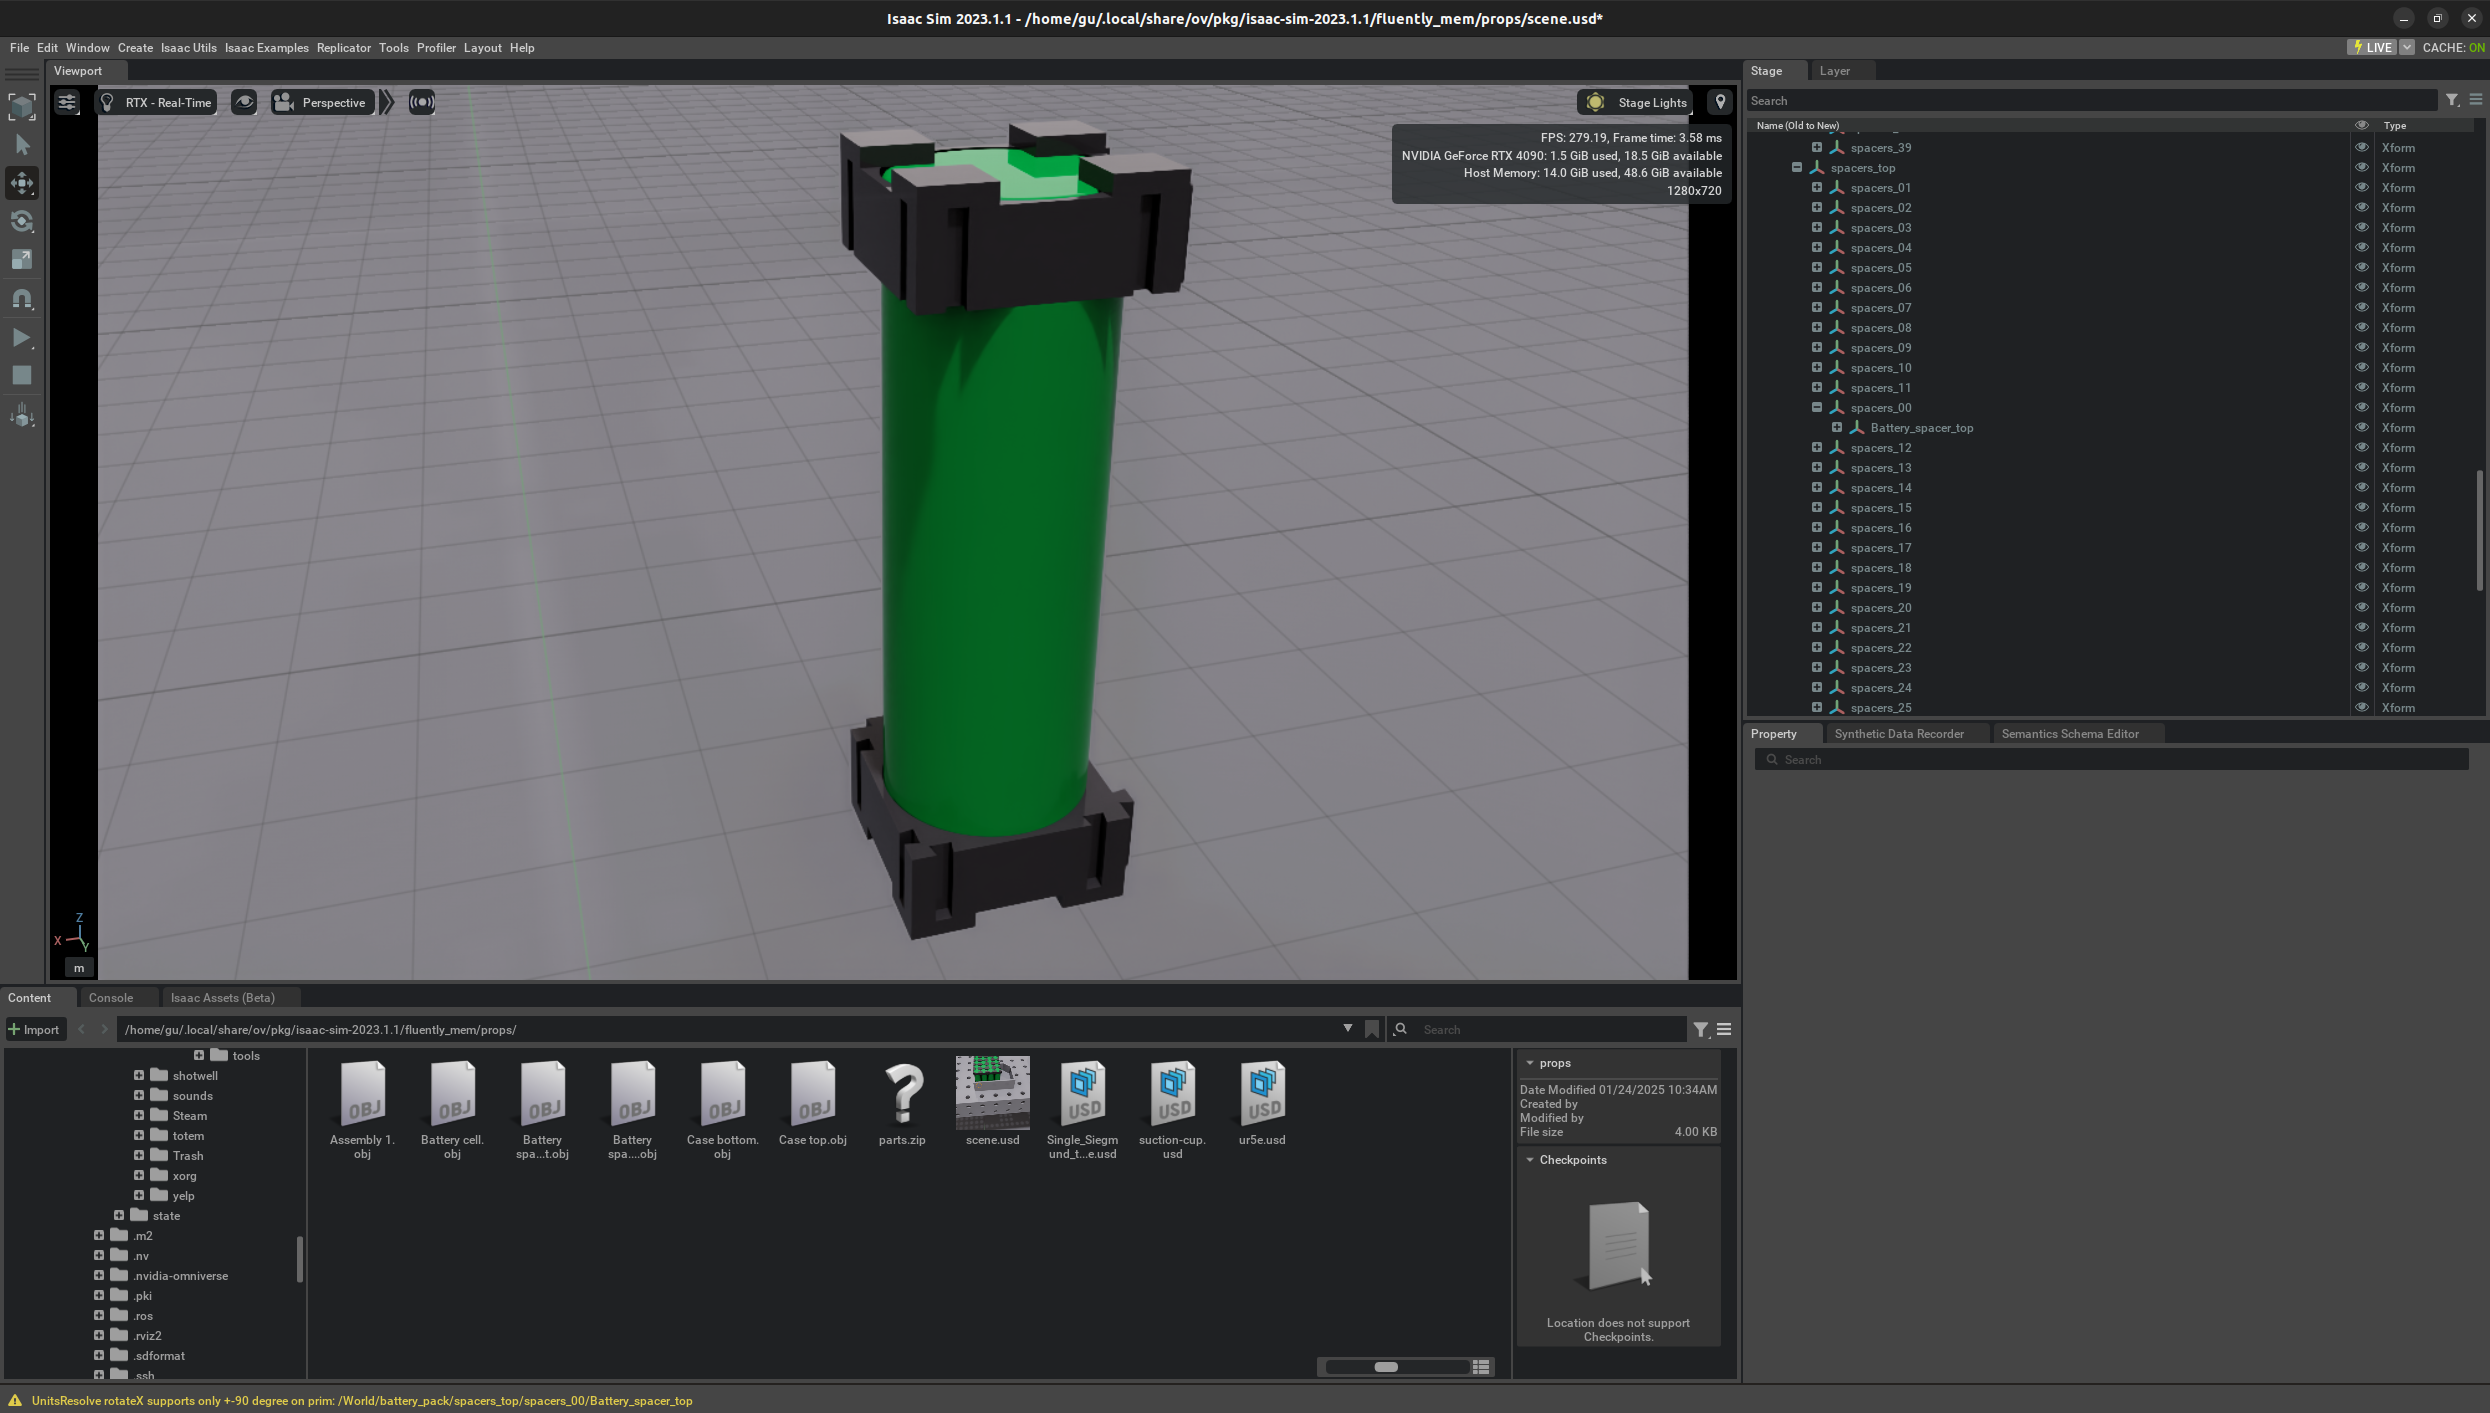 Isaac Sim 2023.1.1 - /home/gu/.local/share/ov/pkg/isaac-sim-2023.1.1/fluently_mem/props/scene.usd*
File Edit Window Create Isaac Utils Isaac Examples Replicator Tools Profiler Layout Help
LIVE CACHE: ON
Viewport
RTX - Real-Time
Perspective
Stage Lights
FPS: 279.19, Frame time: 3.58 ms
NVIDIA GeForce RTX 4090: 1.5 GiB used, 18.5 GiB available
Host Memory: 14.0 GiB used, 48.6 GiB available
1280x720
Z
X
Y
m
Stage Layer
Search
Name (Old to New) Type
spacers_39 Xform
spacers_top Xform
spacers_01 Xform
spacers_02 Xform
spacers_03 Xform
spacers_04 Xform
spacers_05 Xform
spacers_06 Xform
spacers_07 Xform
spacers_08 Xform
spacers_09 Xform
spacers_10 Xform
spacers_11 Xform
spacers_00 Xform
Battery_spacer_top Xform
spacers_12 Xform
spacers_13 Xform
spacers_14 Xform
spacers_15 Xform
spacers_16 Xform
spacers_17 Xform
spacers_18 Xform
spacers_19 Xform
spacers_20 Xform
spacers_21 Xform
spacers_22 Xform
spacers_23 Xform
spacers_24 Xform
spacers_25 Xform
Property Synthetic Data Recorder Semantics Schema Editor
Search
Content Console Isaac Assets (Beta)
Import
/home/gu/.local/share/ov/pkg/isaac-sim-2023.1.1/fluently_mem/props/
Search
tools
shotwell
sounds
Steam
totem
Trash
xorg
yelp
state
.m2
.nv
.nvidia-omniverse
.pki
.ros
.rviz2
.sdformat
.ssh
OBJ
Assembly 1.
obj
OBJ
Battery cell.
obj
OBJ
Battery
spa...t.obj
OBJ
Battery
spa....obj
OBJ
Case bottom.
obj
OBJ
Case top.obj
parts.zip
scene.usd
USD
Single_Siegm
und_t...e.usd
USD
suction-cup.
usd
USD
ur5e.usd
props
Date Modified 01/24/2025 10:34AM
Created by
Modified by
File size 4.00 KB
Checkpoints
Location does not support
Checkpoints.
UnitsResolve rotateX supports only +-90 degree on prim: /World/battery_pack/spacers_top/spacers_00/Battery_spacer_top